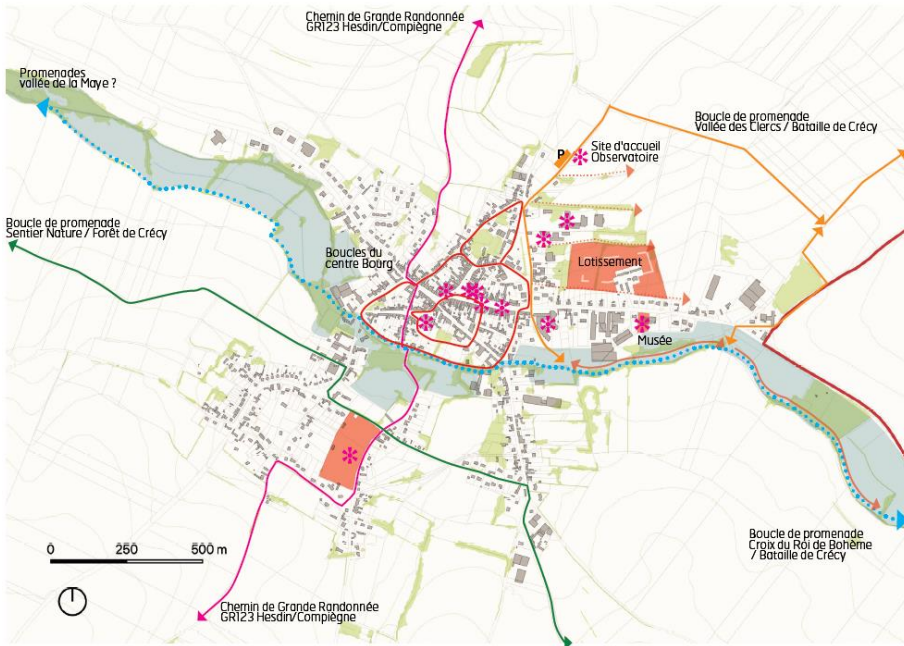 Chemin de Grande Randonnée
GR123 Hesdin/Compiègne
Promenades
vallée de la Maye ?
Boucle de promenade
Vallée des Clercs / Bataille de Crécy
P
Site d'accueil
Observatoire
Boucle de promenade
Sentier Nature / Forêt de Crécy
Boucles du
centre Bourg
Lotissement
Musée
Boucle de promenade
Croix du Roi de Bohème
/ Bataille de Crécy
0 250 500 m
Chemin de Grande Randonnée
GR123 Hesdin/Compiègne